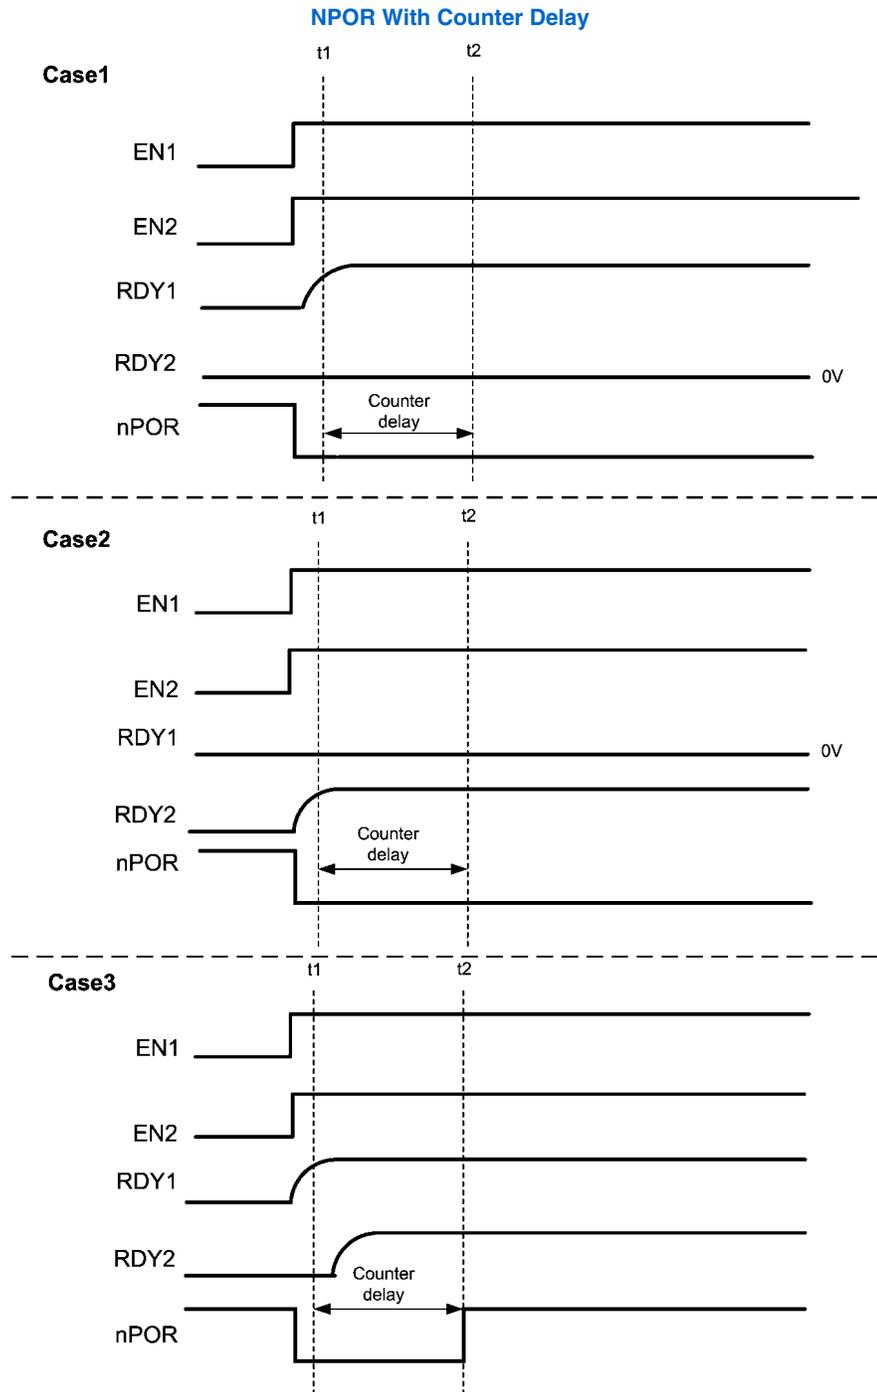 NPOR With Counter Delay
t1
t2
Case1
EN1
EN2
RDY1
RDY2
0V
Counter
delay
nPOR
t1
t2
Case2
EN1
EN2
RDY1
0V
RDY2
Counter
delay
nPOR
t1
t2
Case3
EN1
EN2
RDY1
RDY2
Counter
delay
nPOR